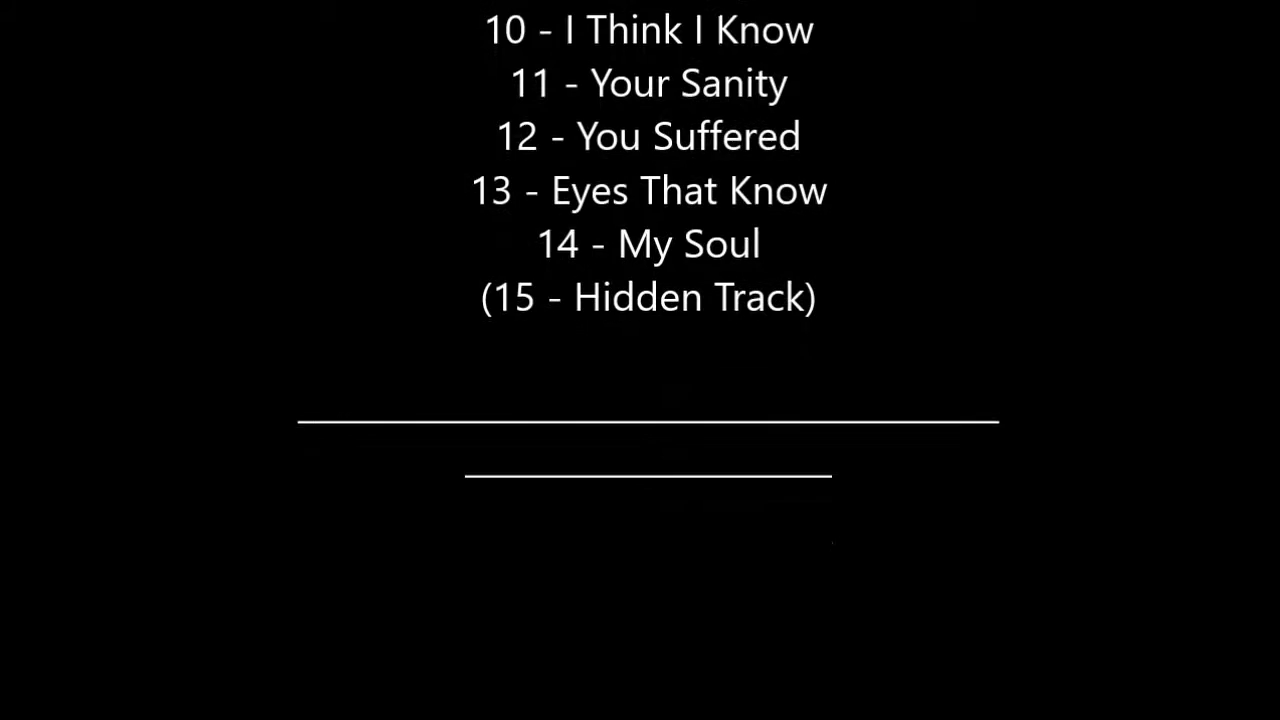 10 - I Think I Know
11 - Your Sanity
12 - You Suffered
13 - Eyes That Know
14 - My Soul
(15 - Hidden Track)